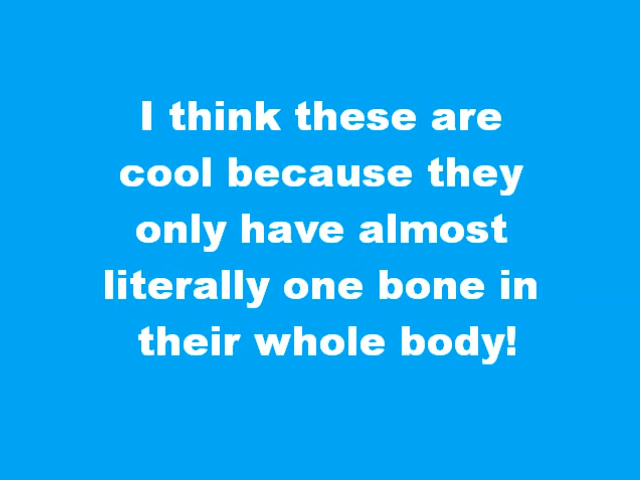 I think these are
cool because they
only have almost
literally one bone in
their whole body!